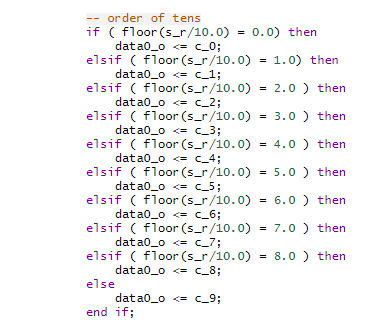 -- order of tens
if ( floor(s_r/10.0) = 0.0) then
data0_o <= c_0;
elsif ( floor(s_r/10.0) = 1.0) then
data0_o <= c_1;
elsif ( floor(s_r/10.0) = 2.0 ) then
data0_o <= c_2;
elsif ( floor(s_r/10.0) = 3.0 ) then
data0_o <= c_3;
elsif ( floor(s_r/10.0) = 4.0 ) then
data0_o <= c_4;
elsif ( floor(s_r/10.0) = 5.0 ) then
data0_o <= c_5;
elsif ( floor(s_r/10.0) = 6.0 ) then
data0_o <= c_6;
elsif ( floor(s_r/10.0) = 7.0 ) then
data0_o <= c_7;
elsif ( floor(s_r/10.0) = 8.0 ) then
data0_o <= c_8;
else
data0_o <= c_9;
end if;